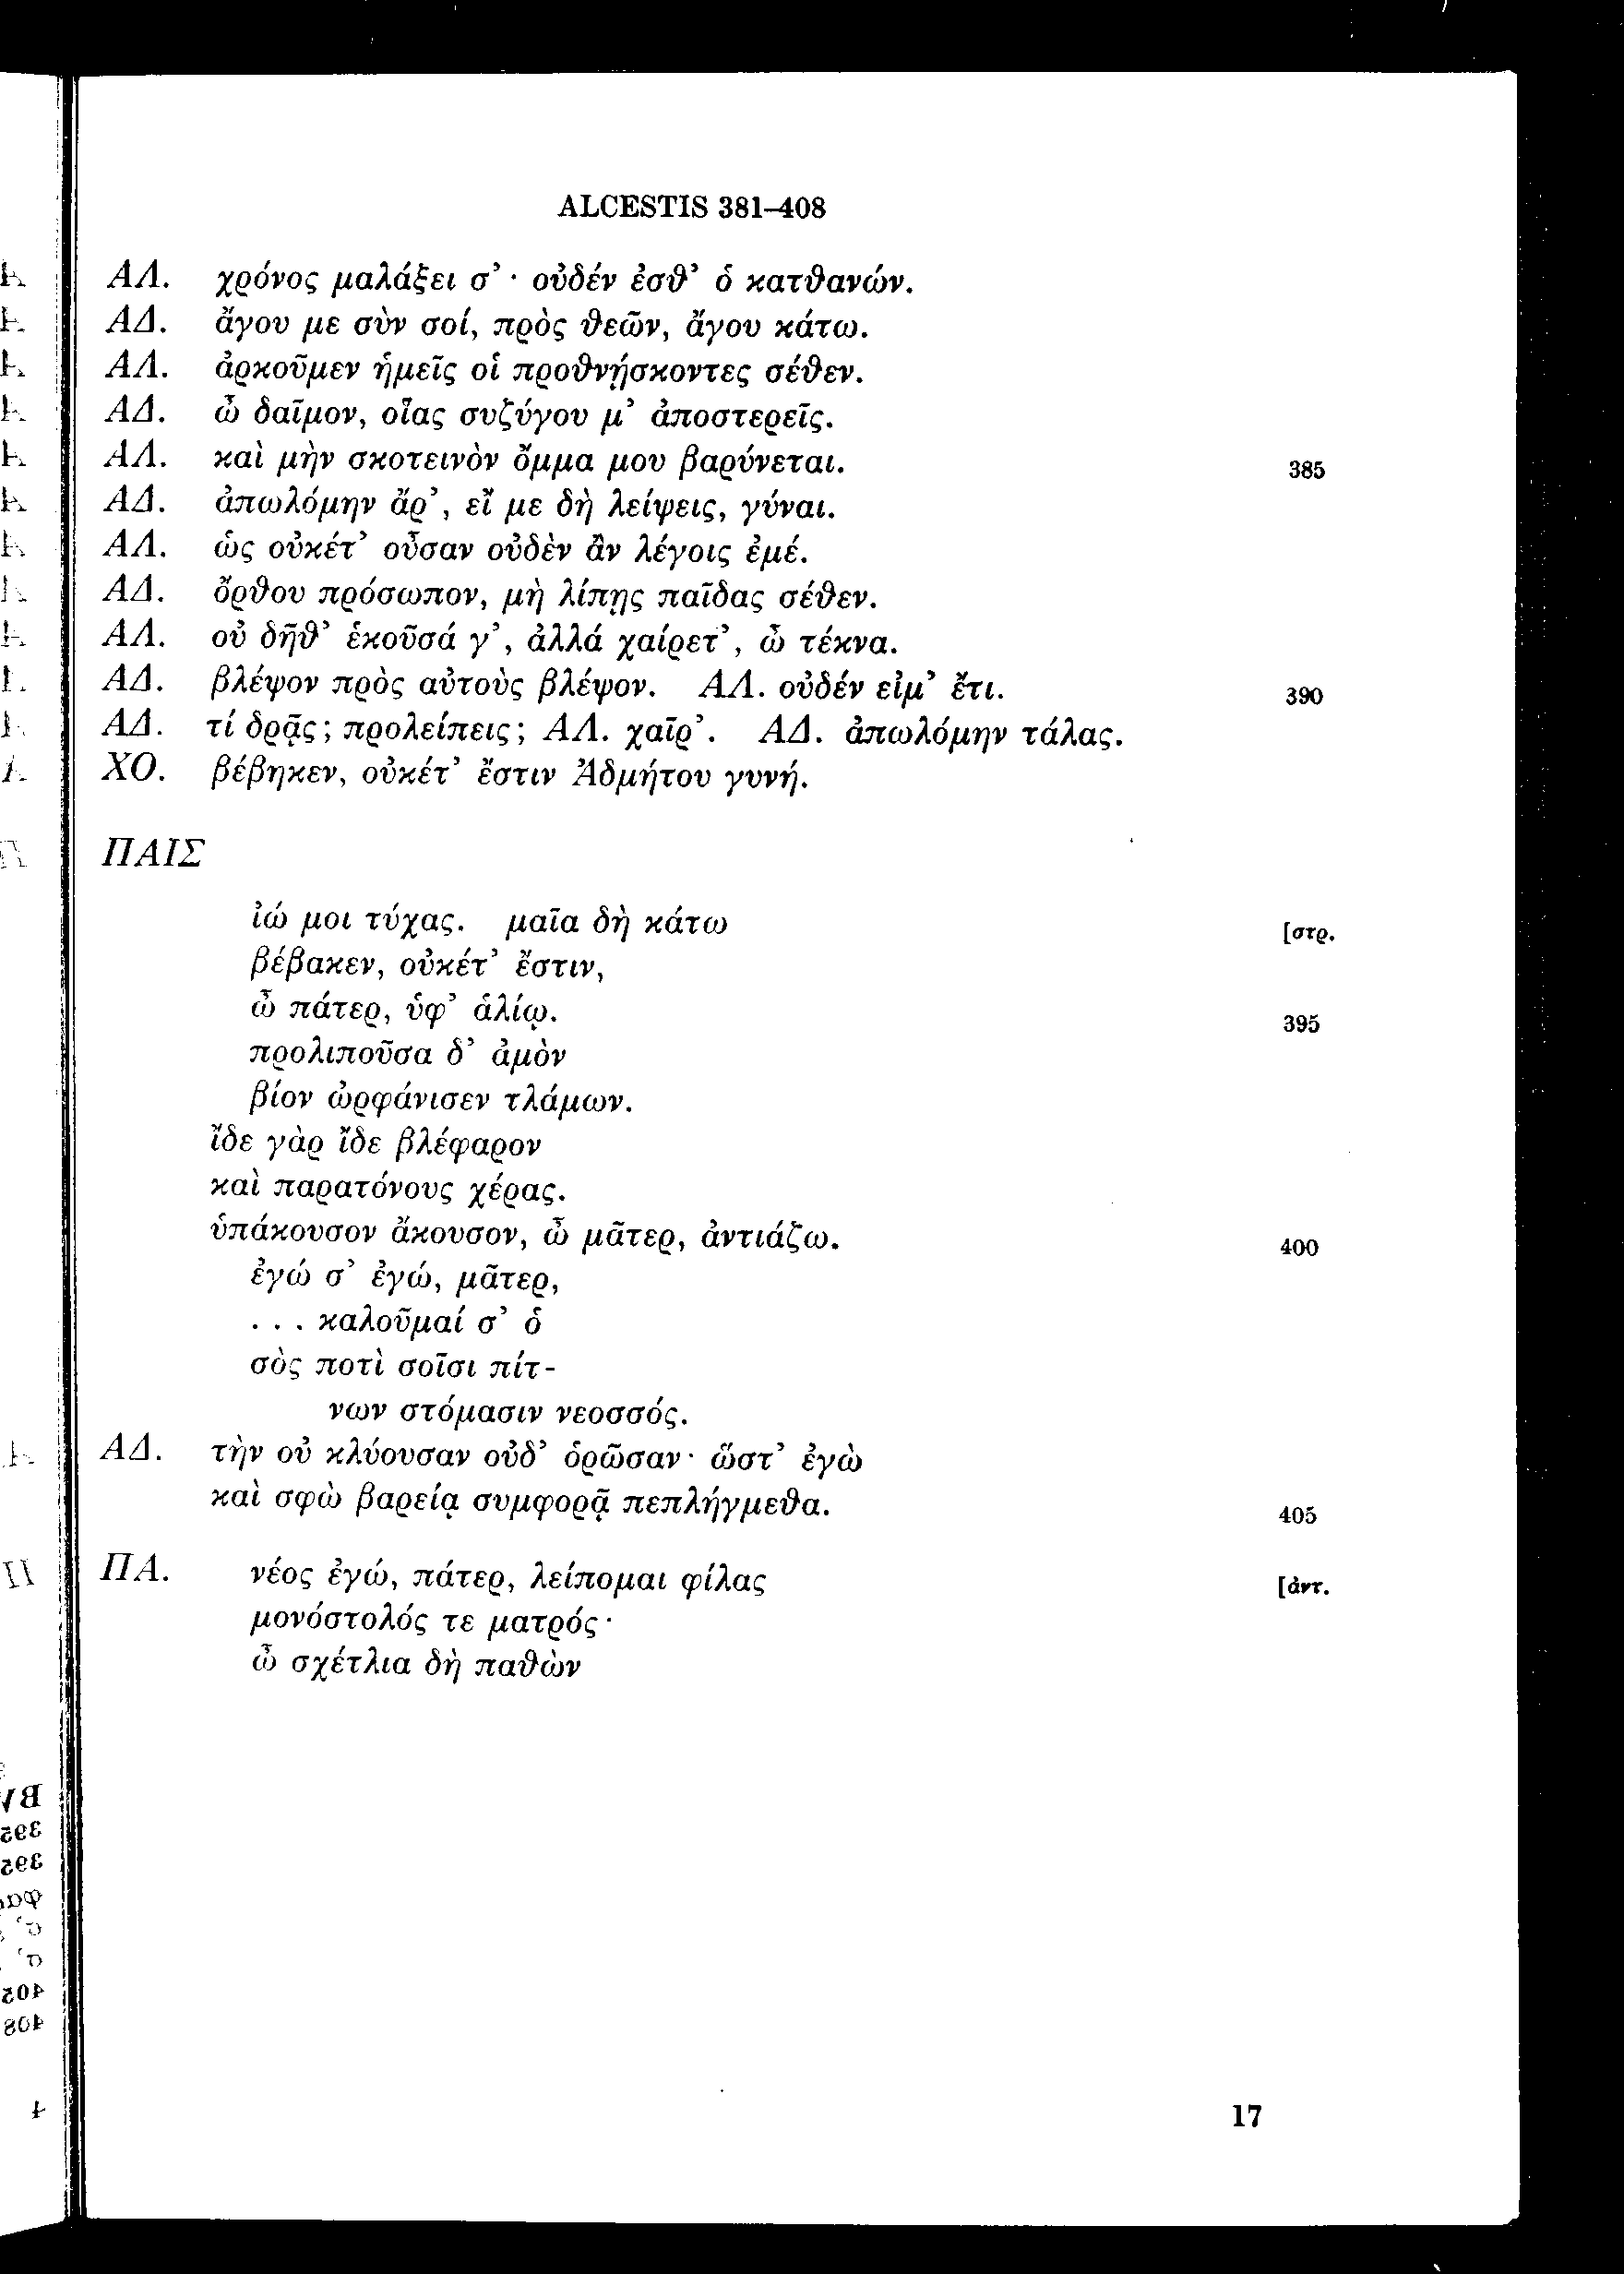 ALCESTIS 381–408
ΑΛ. χρόνος μαλάξει σ’ · οὐδέν ἐσθ’ ὁ κατθανών.
ΑΔ. ἄγου με σὺν σοί, πρὸς θεῶν, ἄγου κάτω.
ΑΛ. ἀρκοῦμεν ἡμεῖς οἱ προθνῄσκοντες σέθεν.
ΑΔ. ὦ δαῖμον, οἵας συζύγου μ’ ἀποστερεῖς.
ΑΛ. καὶ μὴν σκοτεινὸν ὄμμα μου βαρύνεται. 385
ΑΔ. ἀπωλόμην ἄρ’, εἴ με δὴ λείψεις, γύναι.
ΑΛ. ὡς οὐκέτ’ οὖσαν οὐδὲν ἂν λέγοις ἐμέ.
ΑΔ. ὄρθου πρόσωπον, μὴ λίπῃς παῖδας σέθεν.
ΑΛ. οὐ δῆθ’ ἑκοῦσά γ’, ἀλλά χαίρετ’, ὦ τέκνα.
ΑΔ. βλέψον πρὸς αὐτοὺς βλέψον. ΑΛ. οὐδέν εἰμ’ ἔτι. 390
ΑΔ. τί δρᾷς; προλείπεις; ΑΛ. χαῖρ’. ΑΔ. ἀπωλόμην τάλας.
ΧΟ. βέβηκεν, οὐκέτ’ ἔστιν Ἀδμήτου γυνή.
ΠΑΙΣ
ἰώ μοι τύχας. μαῖα δὴ κάτω [στρ.
βέβακεν, οὐκέτ’ ἔστιν,
ὦ πάτερ, ὑφ’ ἁλίῳ. 395
προλιποῦσα δ’ ἀμὸν
βίον ὠρφάνισεν τλάμων.
ἴδε γὰρ ἴδε βλέφαρον
καὶ παρατόνους χέρας.
ὑπάκουσον ἄκουσον, ὦ μᾶτερ, ἀντιάζω. 400
ἐγώ σ’ ἐγώ, μᾶτερ,
. . . καλοῦμαί σ’ ὁ
σὸς ποτὶ σοῖσι πίτ-
νων στόμασιν νεοσσός.
ΑΔ. τὴν οὐ κλύουσαν οὐδ’ ὁρῶσαν· ὥστ’ ἐγὼ
καὶ σφὼ βαρείᾳ συμφορᾷ πεπλήγμεθα. 405
ΠΑ. νέος ἐγώ, πάτερ, λείπομαι φίλας [ἀντ.
μονόστολός τε ματρός·
ὦ σχέτλια δὴ παθὼν
17